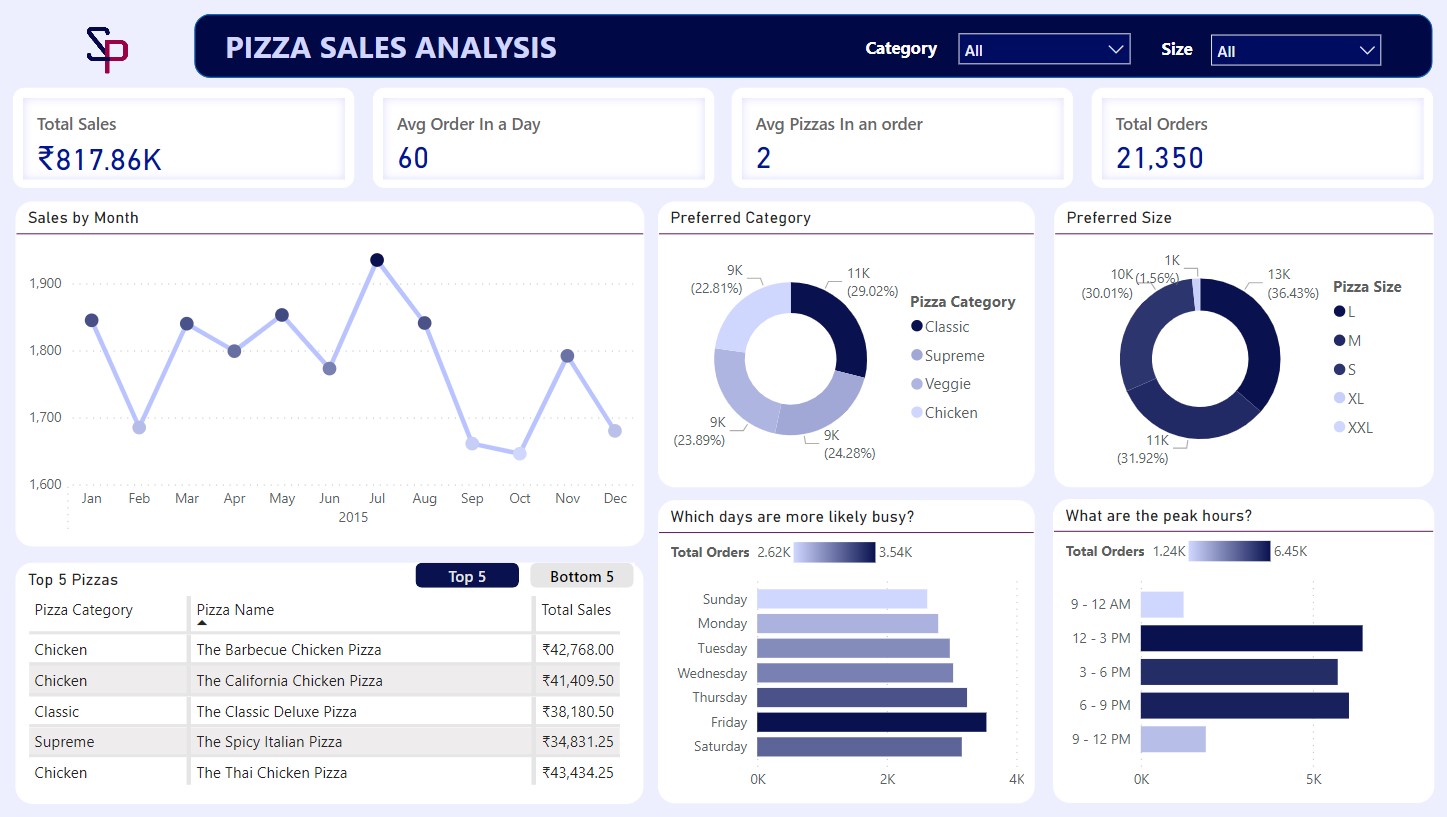 SP
PIZZA SALES ANALYSIS
Category
All
Size
All
Total Sales
₹817.86K
Avg Order In a Day
60
Avg Pizzas In an order
2
Total Orders
21,350
Sales by Month
1,900
1,800
1,700
1,600
Jan Feb Mar Apr May Jun Jul Aug Sep Oct Nov Dec
2015
Preferred Category
9K
(22.81%)
11K
(29.02%)
9K
(23.89%)
9K
(24.28%)
Pizza Category
Classic
Supreme
Veggie
Chicken
Preferred Size
1K
(1.56%)
10K
(30.01%)
13K
(36.43%)
11K
(31.92%)
Pizza Size
L
M
S
XL
XXL
Top 5 Pizzas
Top 5
Bottom 5
Pizza Category Pizza Name Total Sales
Chicken The Barbecue Chicken Pizza ₹42,768.00
Chicken The California Chicken Pizza ₹41,409.50
Classic The Classic Deluxe Pizza ₹38,180.50
Supreme The Spicy Italian Pizza ₹34,831.25
Chicken The Thai Chicken Pizza ₹43,434.25
Which days are more likely busy?
Total Orders 2.62K 3.54K
Sunday
Monday
Tuesday
Wednesday
Thursday
Friday
Saturday
0K 2K 4K
What are the peak hours?
Total Orders 1.24K 6.45K
9 - 12 AM
12 - 3 PM
3 - 6 PM
6 - 9 PM
9 - 12 PM
0K 5K